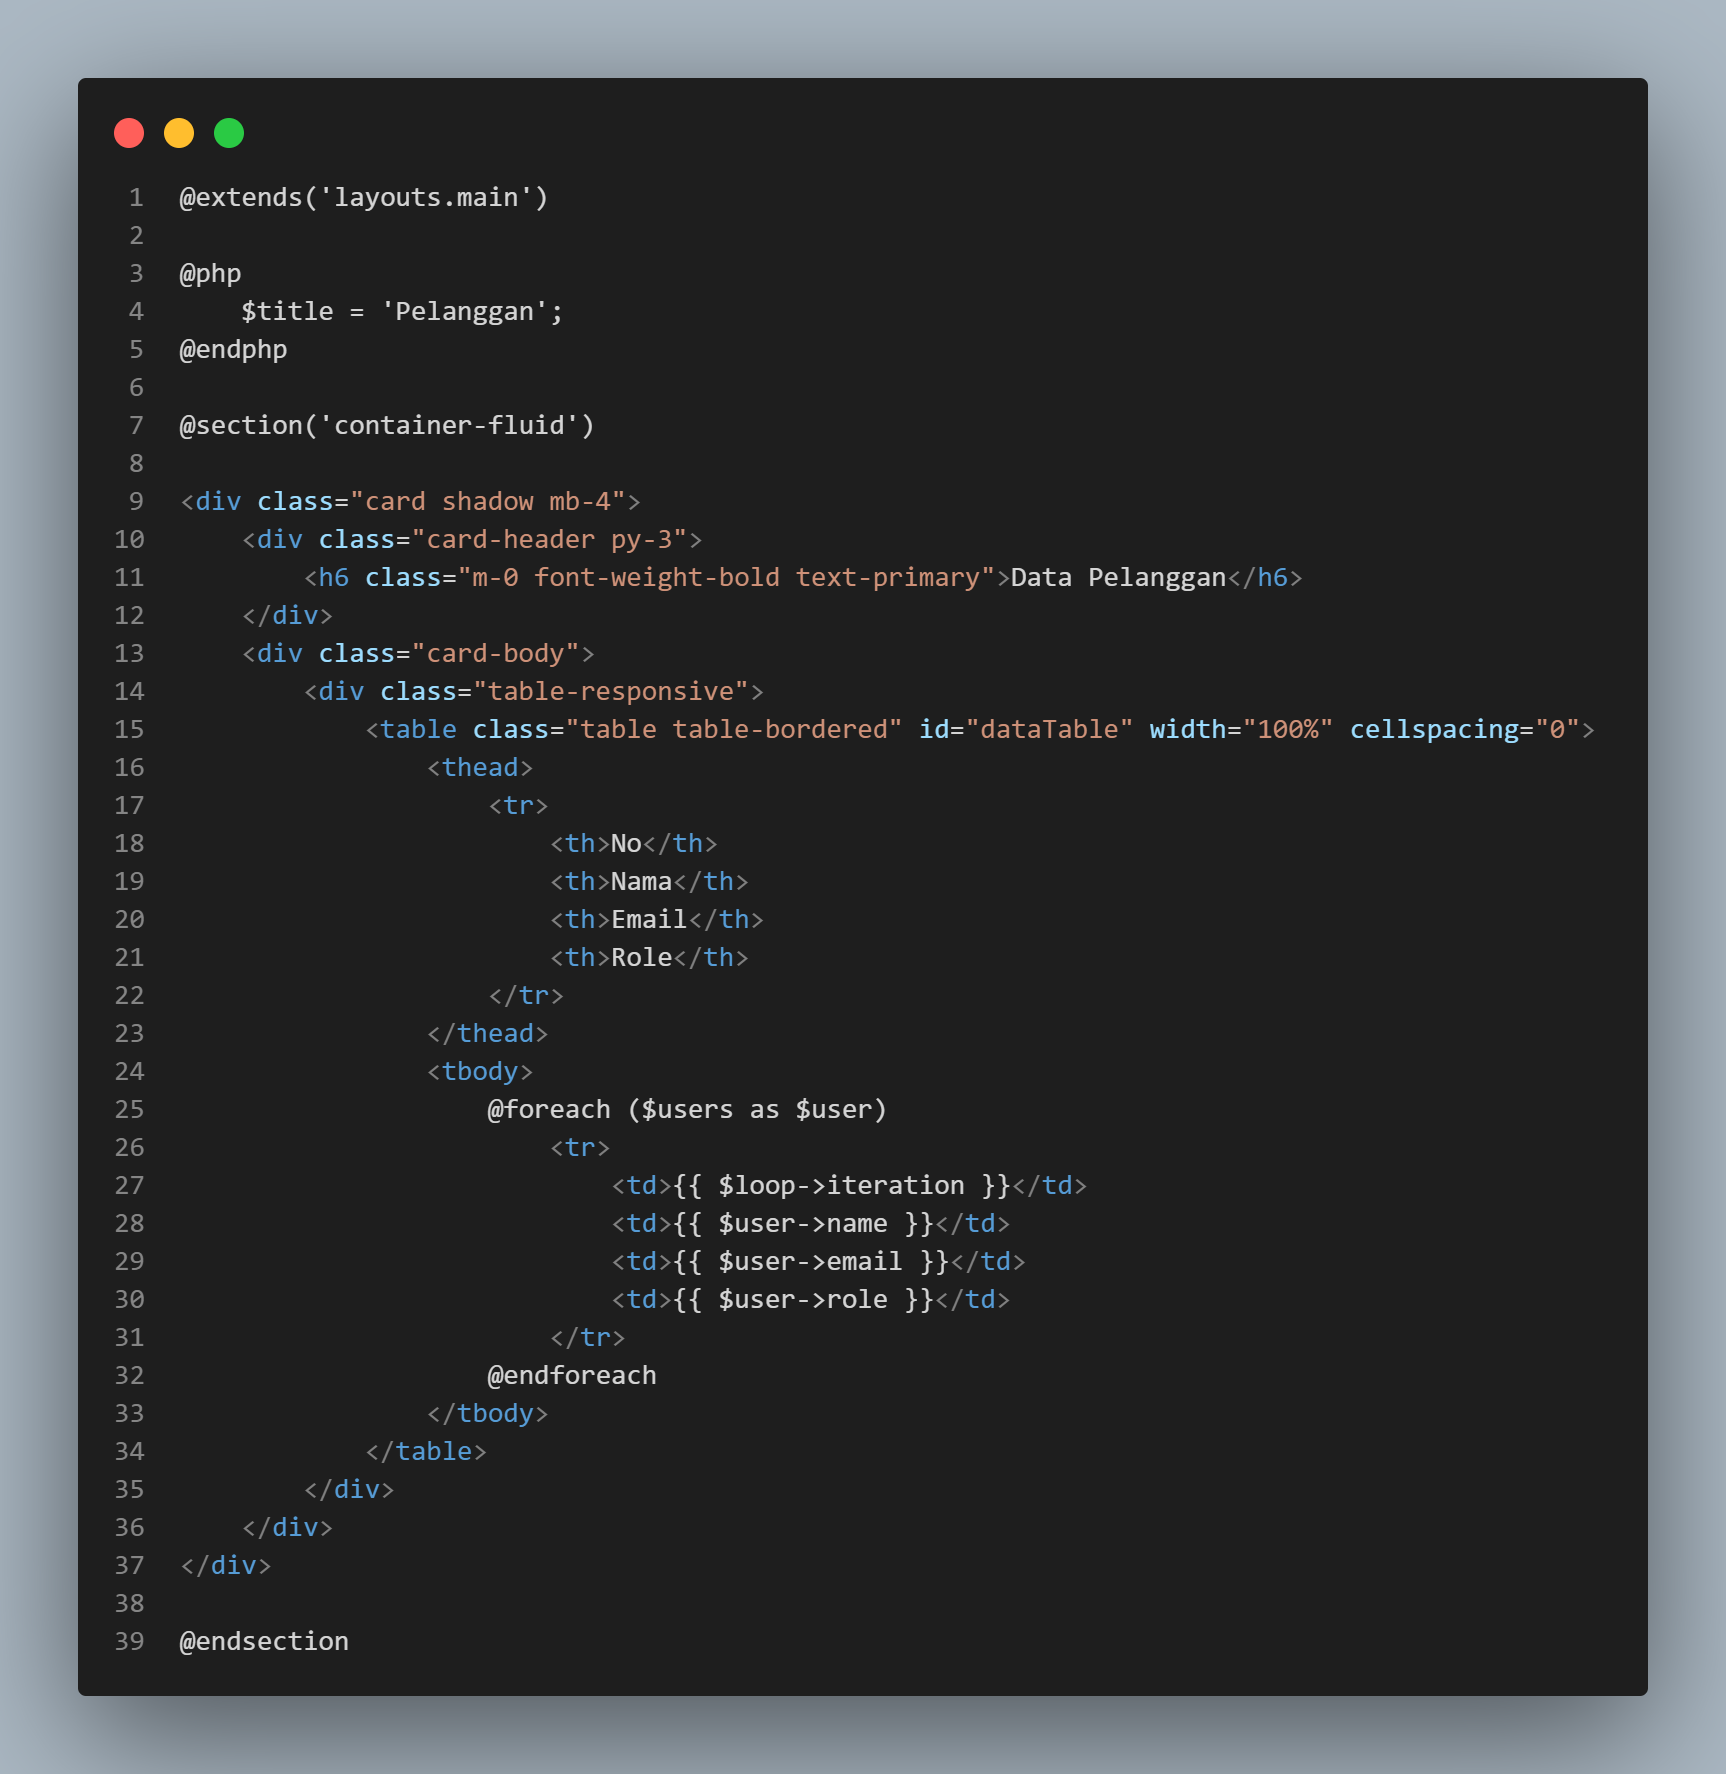 1 @extends('layouts.main')
2
3 @php
4     $title = 'Pelanggan';
5 @endphp
6
7 @section('container-fluid')
8
9 <div class="card shadow mb-4">
10     <div class="card-header py-3">
11         <h6 class="m-0 font-weight-bold text-primary">Data Pelanggan</h6>
12     </div>
13     <div class="card-body">
14         <div class="table-responsive">
15             <table class="table table-bordered" id="dataTable" width="100%" cellspacing="0">
16                 <thead>
17                     <tr>
18                         <th>No</th>
19                         <th>Nama</th>
20                         <th>Email</th>
21                         <th>Role</th>
22                     </tr>
23                 </thead>
24                 <tbody>
25                     @foreach ($users as $user)
26                         <tr>
27                             <td>{{ $loop->iteration }}</td>
28                             <td>{{ $user->name }}</td>
29                             <td>{{ $user->email }}</td>
30                             <td>{{ $user->role }}</td>
31                         </tr>
32                     @endforeach
33                 </tbody>
34             </table>
35         </div>
36     </div>
37 </div>
38
39 @endsection